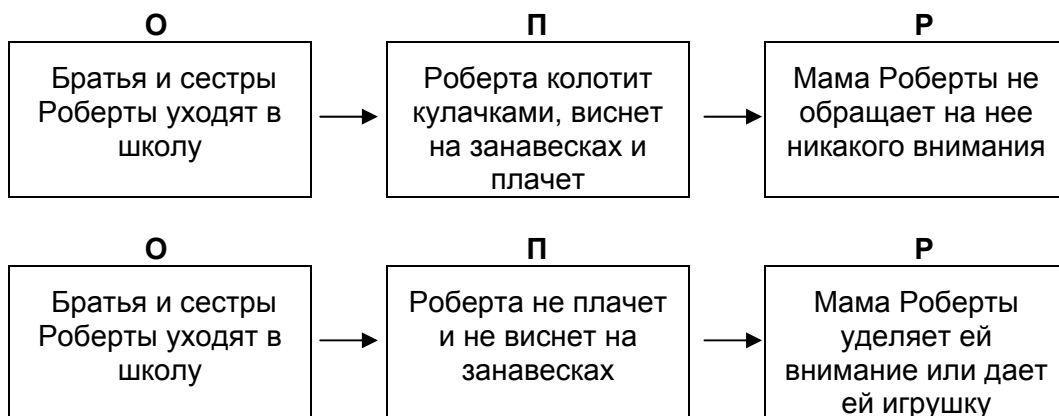 О П Р
Братья и сестры
Роберты уходят в
школу
Роберта колотит
кулачками, виснет
на занавесках и
плачет
Мама Роберты не
обращает на нее
никакого внимания
О П Р
Братья и сестры
Роберты уходят в
школу
Роберта не плачет
и не виснет на
занавесках
Мама Роберты
уделяет ей
внимание или дает
ей игрушку